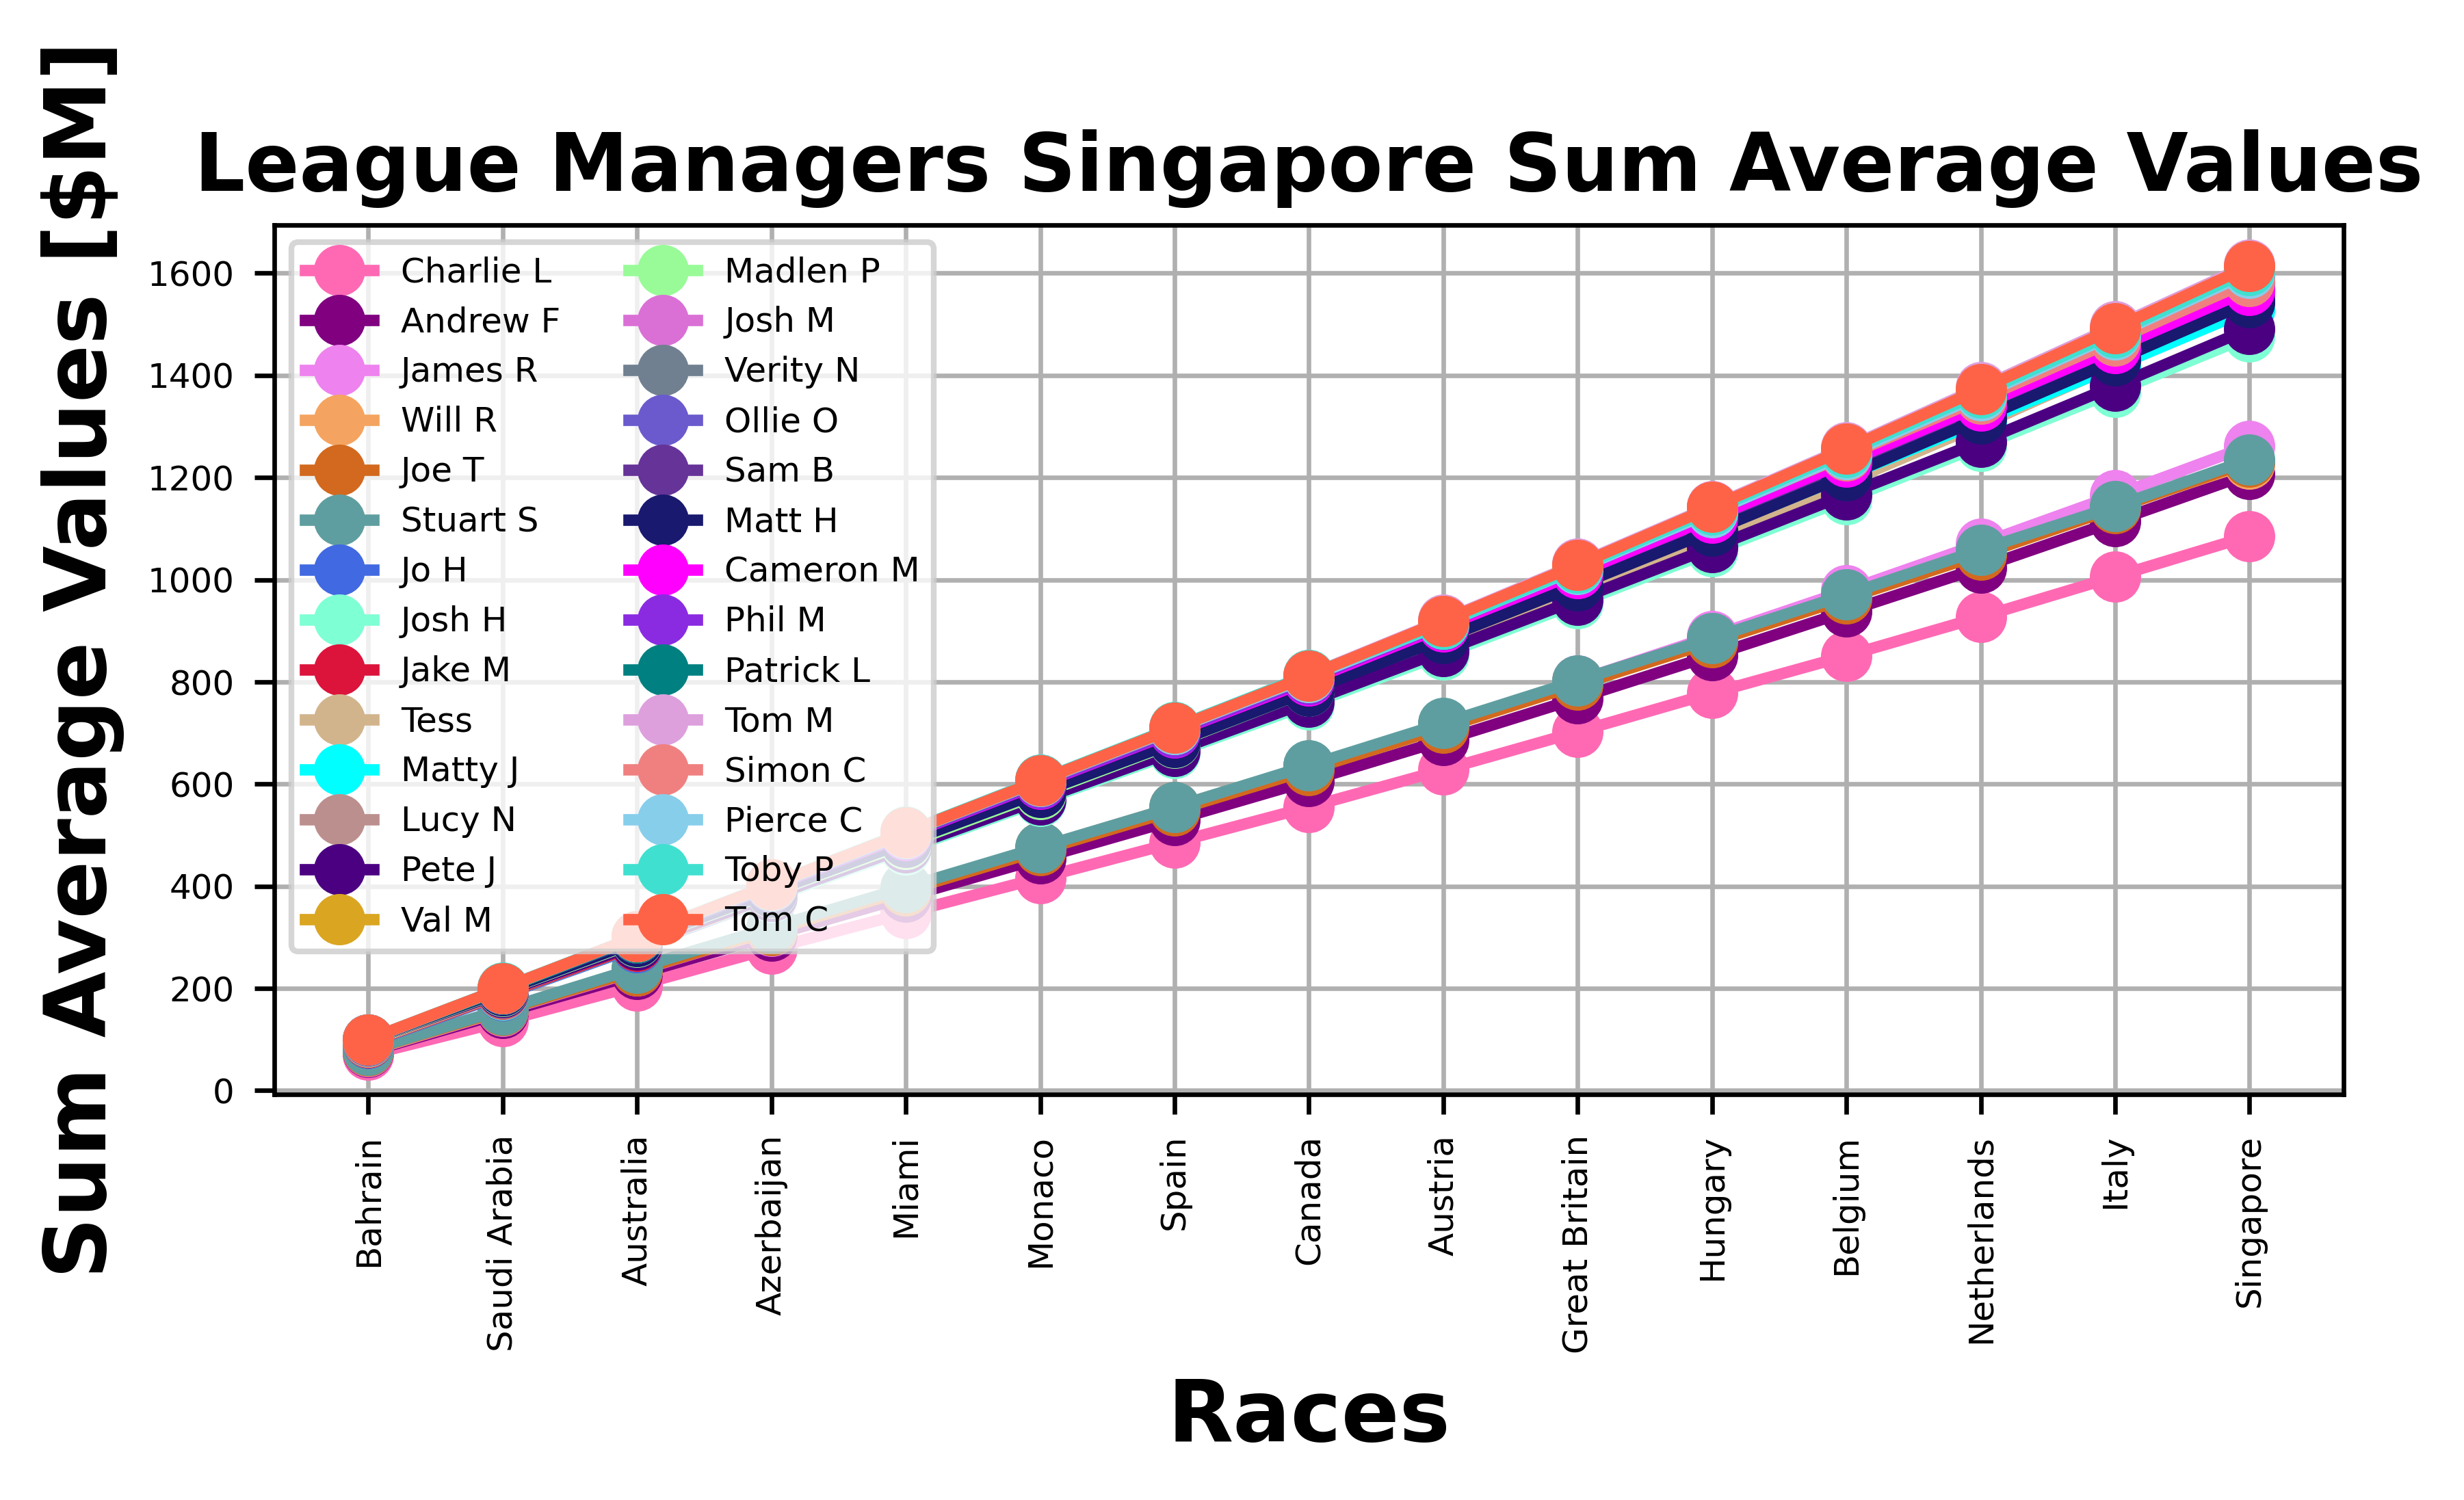 League Managers Singapore Sum Average Values
Sum Average Values [$M]
1600
1400
1200
1000
800
600
400
200
0
Charlie L
Andrew F
James R
Will R
Joe T
Stuart S
Jo H
Josh H
Jake M
Tess
Matty J
Lucy N
Pete J
Val M
Madlen P
Josh M
Verity N
Ollie O
Sam B
Matt H
Cameron M
Phil M
Patrick L
Tom M
Simon C
Pierce C
Toby P
Tom C
Bahrain
Saudi Arabia
Australia
Azerbaijan
Miami
Monaco
Spain
Canada
Austria
Great Britain
Hungary
Belgium
Netherlands
Italy
Singapore
Races